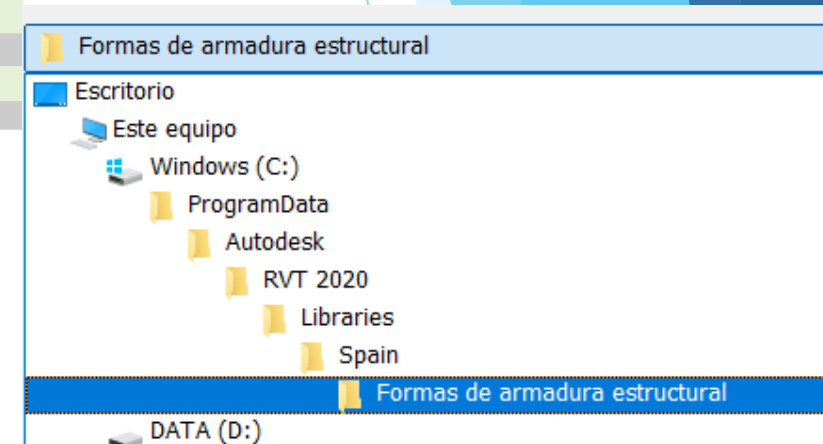 Formas de armadura estructural
Escritorio
Este equipo
Windows (C:)
ProgramData
Autodesk
RVT 2020
Libraries
Spain
Formas de armadura estructural
DATA (D:)